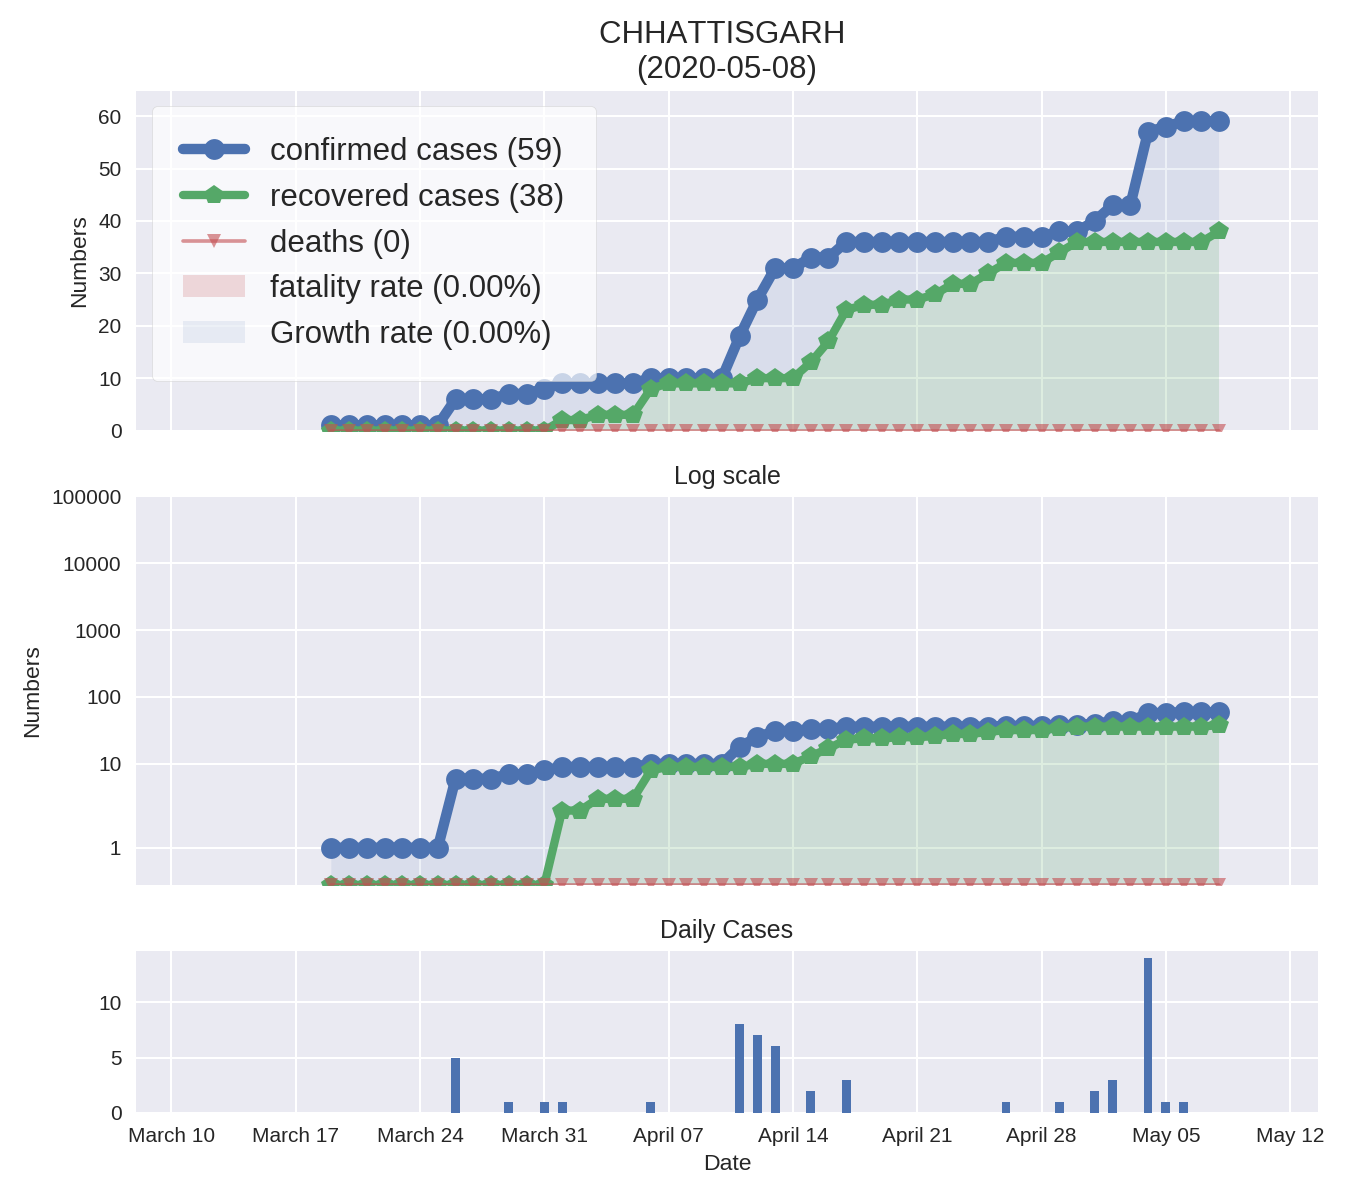 CHHATTISGARH
(2020-05-08)
Numbers
60
50
40
30
20
10
0
confirmed cases (59)
recovered cases (38)
deaths (0)
fatality rate (0.00%)
Growth rate (0.00%)
Log scale
Numbers
100000
10000
1000
100
10
1
Daily Cases
10
5
0
March 10 March 17 March 24 March 31 April 07 April 14 April 21 April 28 May 05 May 12
Date